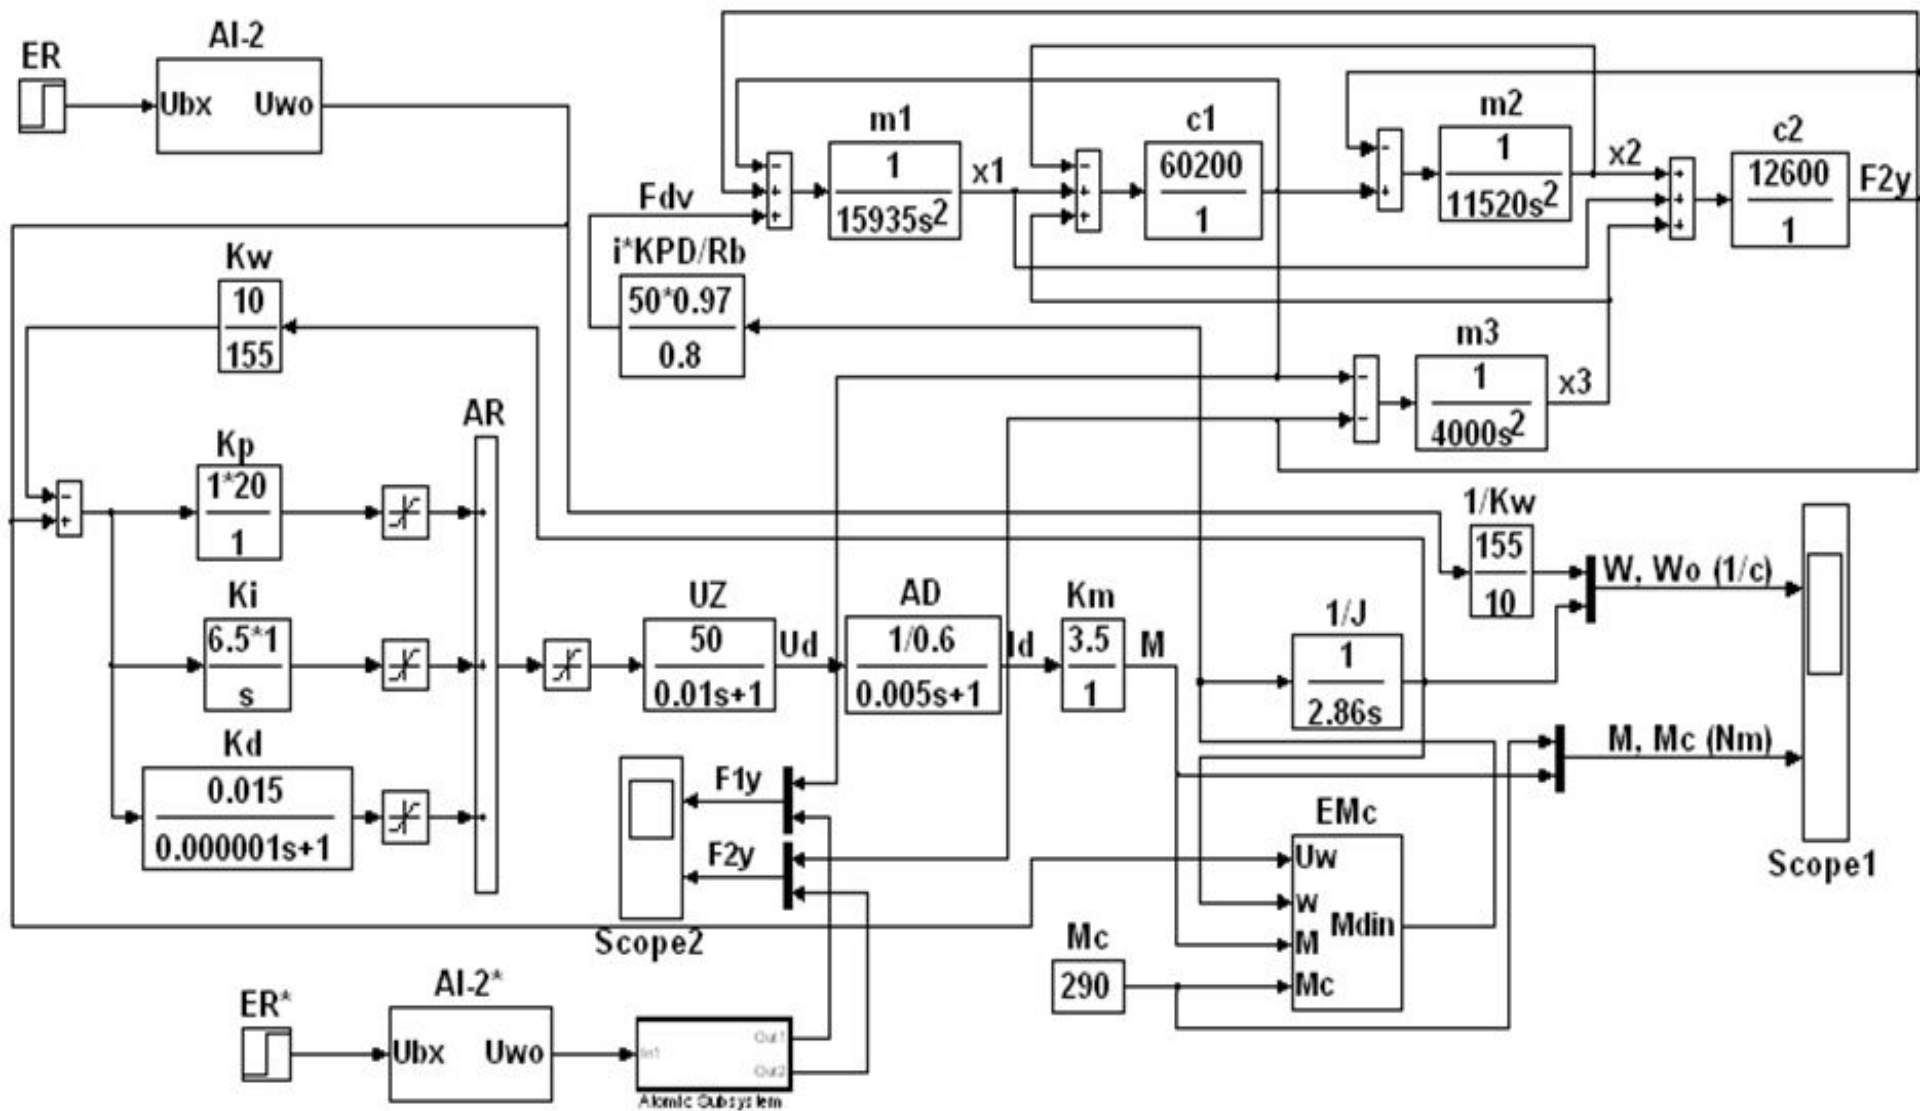 ER
AI-2
Ubx Uwo
m1
1
15935s2
x1
c1
60200
1
m2
1
11520s2
x2
c2
12600
1
F2y
Fdv
i*KPD/Rb
50*0.97
0.8
Kw
10
155
m3
1
4000s2
x3
AR
Kp
1*20
1
Ki
6.5*1
s
Kd
0.015
0.000001s+1
UZ
50
0.01s+1
Ud
AD
1/0.6
0.005s+1
Id
Km
3.5
1
M
1/J
1
2.86s
1/Kw
155
10
W, Wo (1/c)
M, Mc (Nm)
Scope1
F1y
F2y
Scope2
EMc
Uw
w
M
Mc
Mdin
Mc
290
ER*
AI-2*
Ubx Uwo
In1
Out1
Out2
Atomic Subsystem